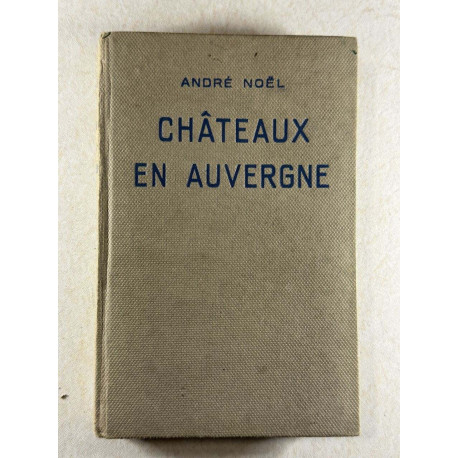 ANDRÉ NOËL
CHÂTEAUX
EN AUVERGNE